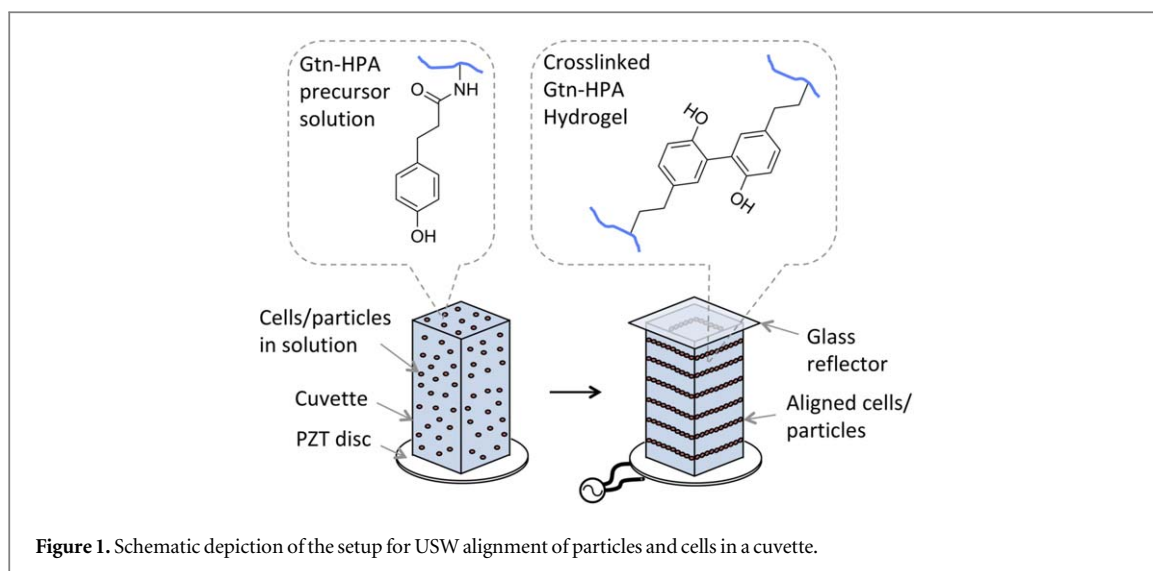 Gtn-HPA
precursor
solution
O
NH
OH
Crosslinked
Gtn-HPA
Hydrogel
HO
OH
Cells/particles
in solution
Cuvette
PZT disc
Glass
reflector
Aligned cells/
particles
Figure 1. Schematic depiction of the setup for USW alignment of particles and cells in a cuvette.